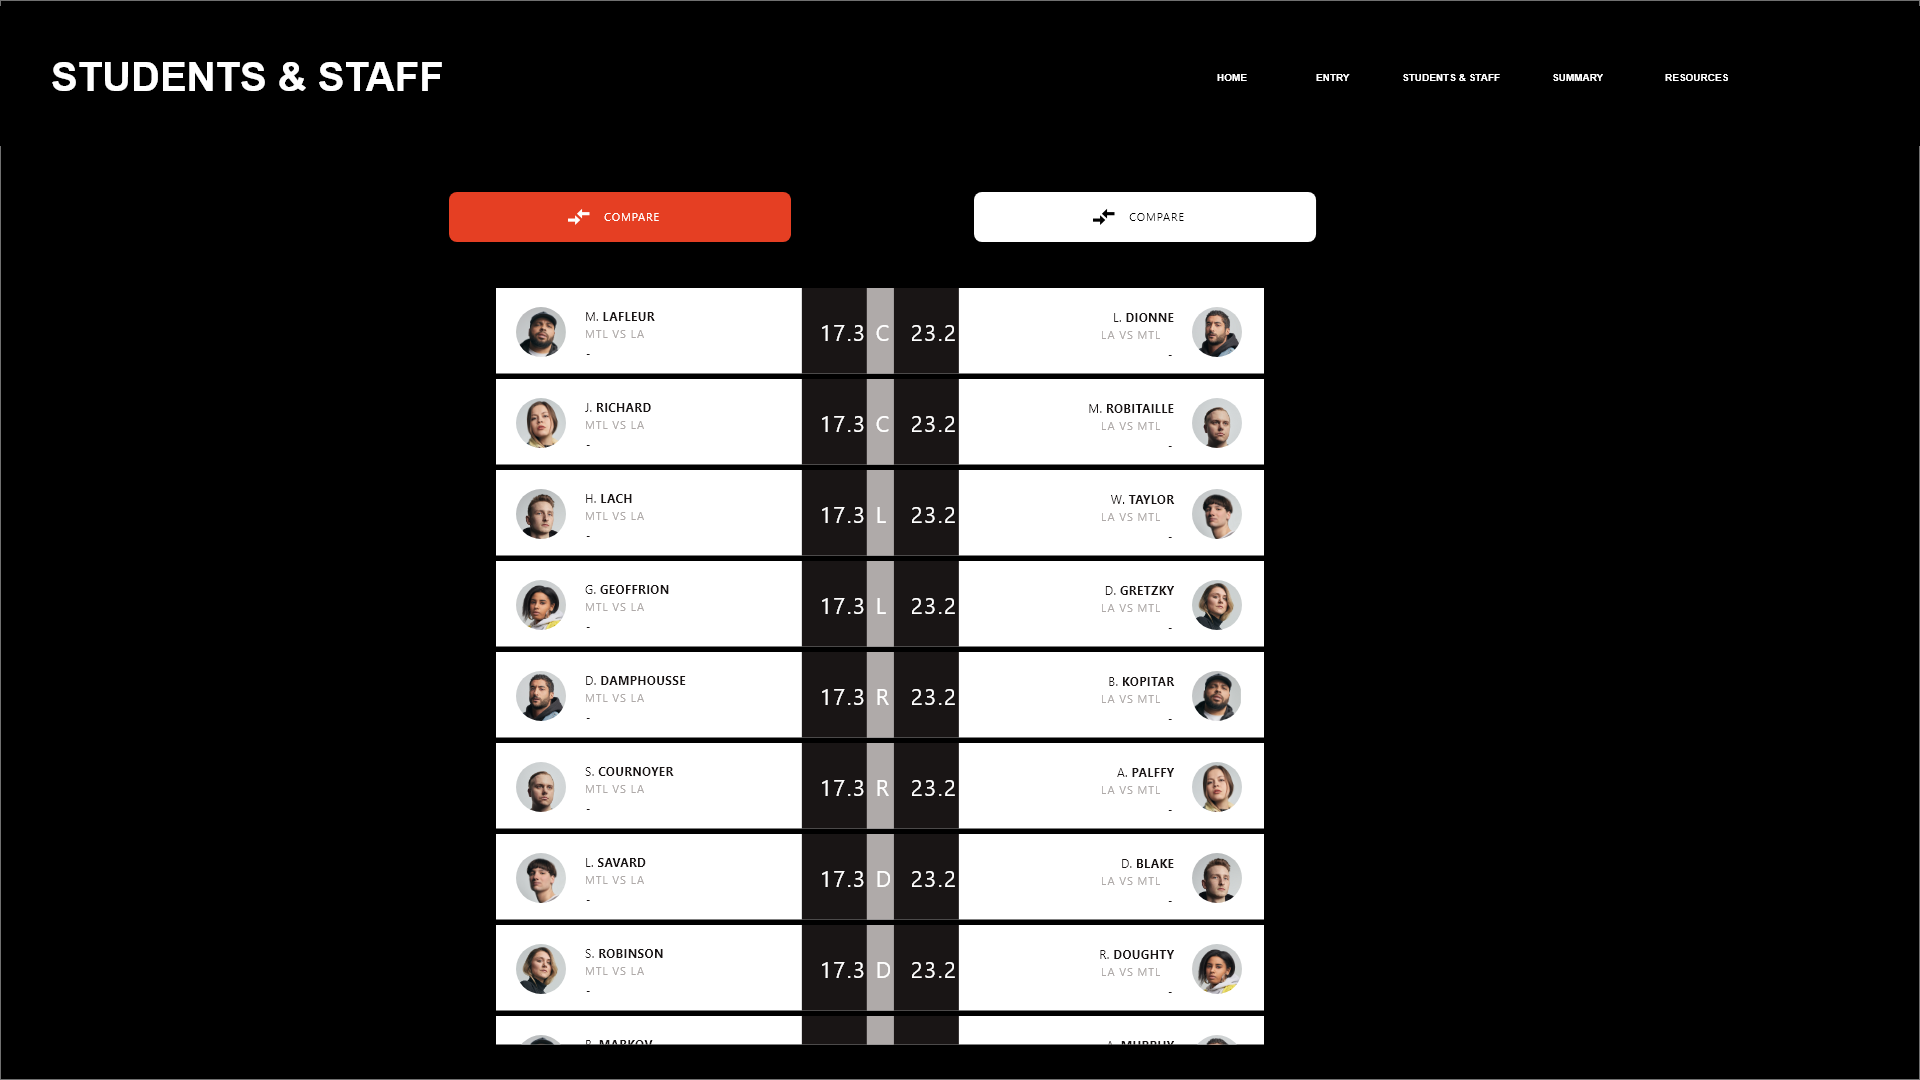 STUDENTS & STAFF
HOME ENTRY STUDENTS & STAFF SUMMARY RESOURCES
COMPARE COMPARE
M. LAFLEUR
MTL VS LA
-
17.3 C 23.2
L. DIONNE
LA VS MTL
-
J. RICHARD
MTL VS LA
-
17.3 C 23.2
M. ROBITAILLE
LA VS MTL
-
H. LACH
MTL VS LA
-
17.3 L 23.2
W. TAYLOR
LA VS MTL
-
G. GEOFFRION
MTL VS LA
-
17.3 L 23.2
D. GRETZKY
LA VS MTL
-
D. DAMPHOUSSE
MTL VS LA
-
17.3 R 23.2
B. KOPITAR
LA VS MTL
-
S. COURNOYER
MTL VS LA
-
17.3 R 23.2
A. PALFFY
LA VS MTL
-
L. SAVARD
MTL VS LA
-
17.3 D 23.2
D. BLAKE
LA VS MTL
-
S. ROBINSON
MTL VS LA
-
17.3 D 23.2
R. DOUGHTY
LA VS MTL
-
MARKOV
A. MURPHY